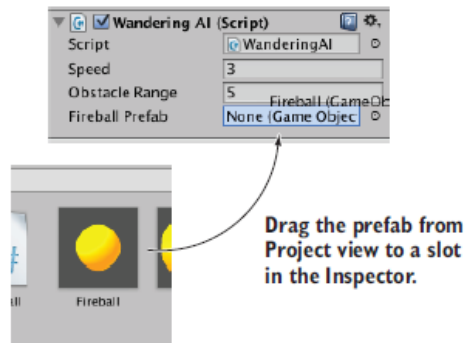 Wandering AI (Script)
Script WanderingAI
Speed 3
Obstacle Range 5
Fireball (GameOb
Fireball Prefab None (Game Objec
Drag the prefab from
Project view to a slot
in the Inspector.
#
all Fireball